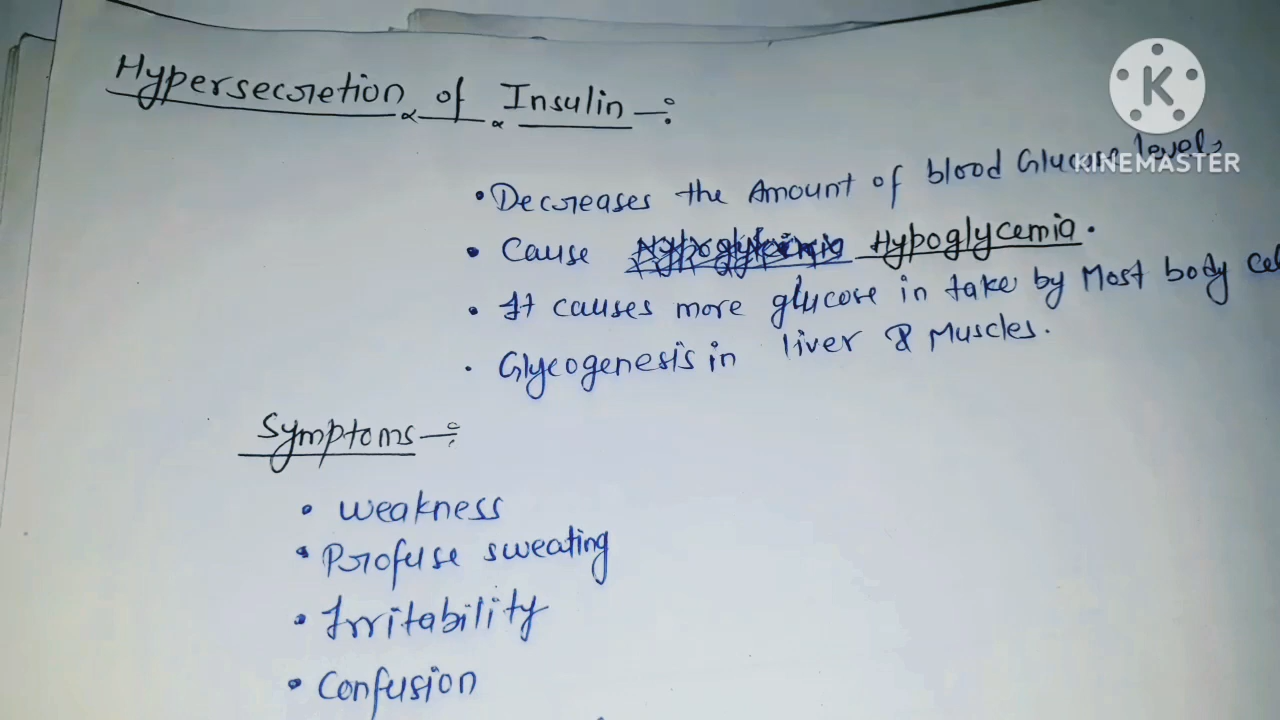 Hypersecretion of Insulin :-
K
KINEMASTER
• Decreases the Amount of blood Glucose level,
• Cause Hypoglycemia.
• It causes more glucose in take by Most body Cel
• Glycogenesis in liver & Muscles.
Symptoms :-
• Weakness
• Profuse sweating
• Irritability
• Confusion